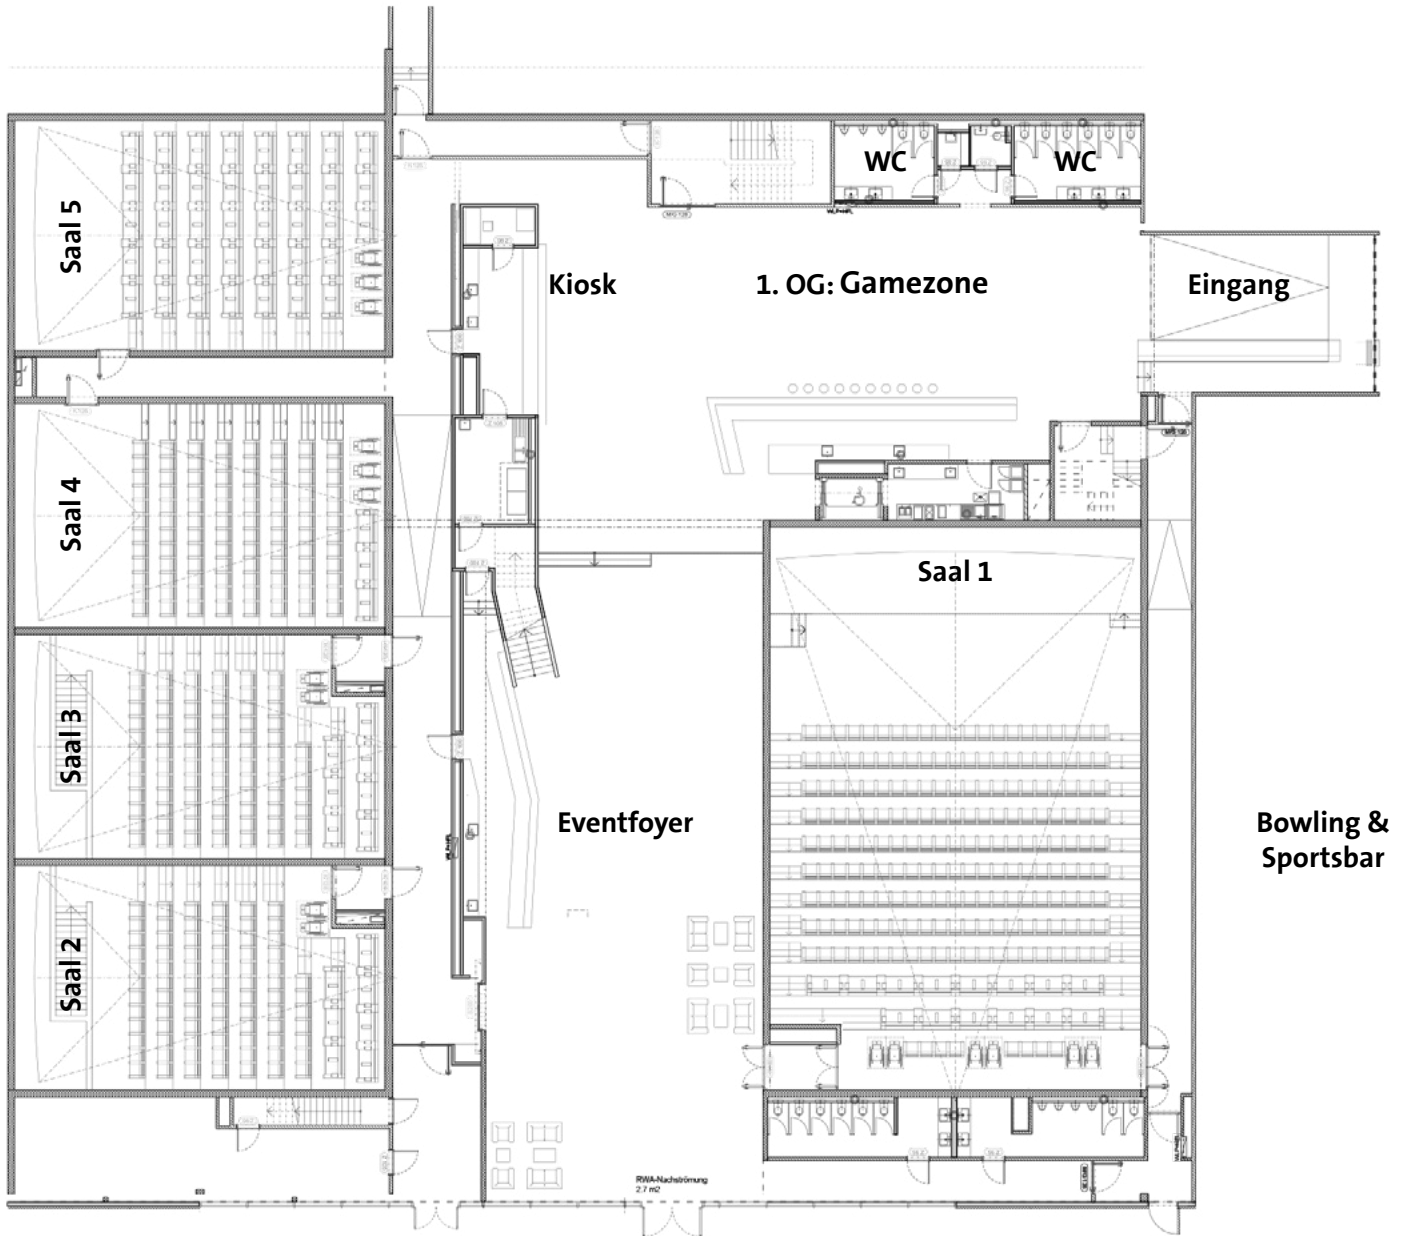 WC
WC
Saal 5
Kiosk
1. OG: Gamezone
Eingang
Saal 4
Saal 1
Saal 3
Eventfoyer
Bowling &
Sportsbar
Saal 2
RWA-Nachströmung
2.7 m2